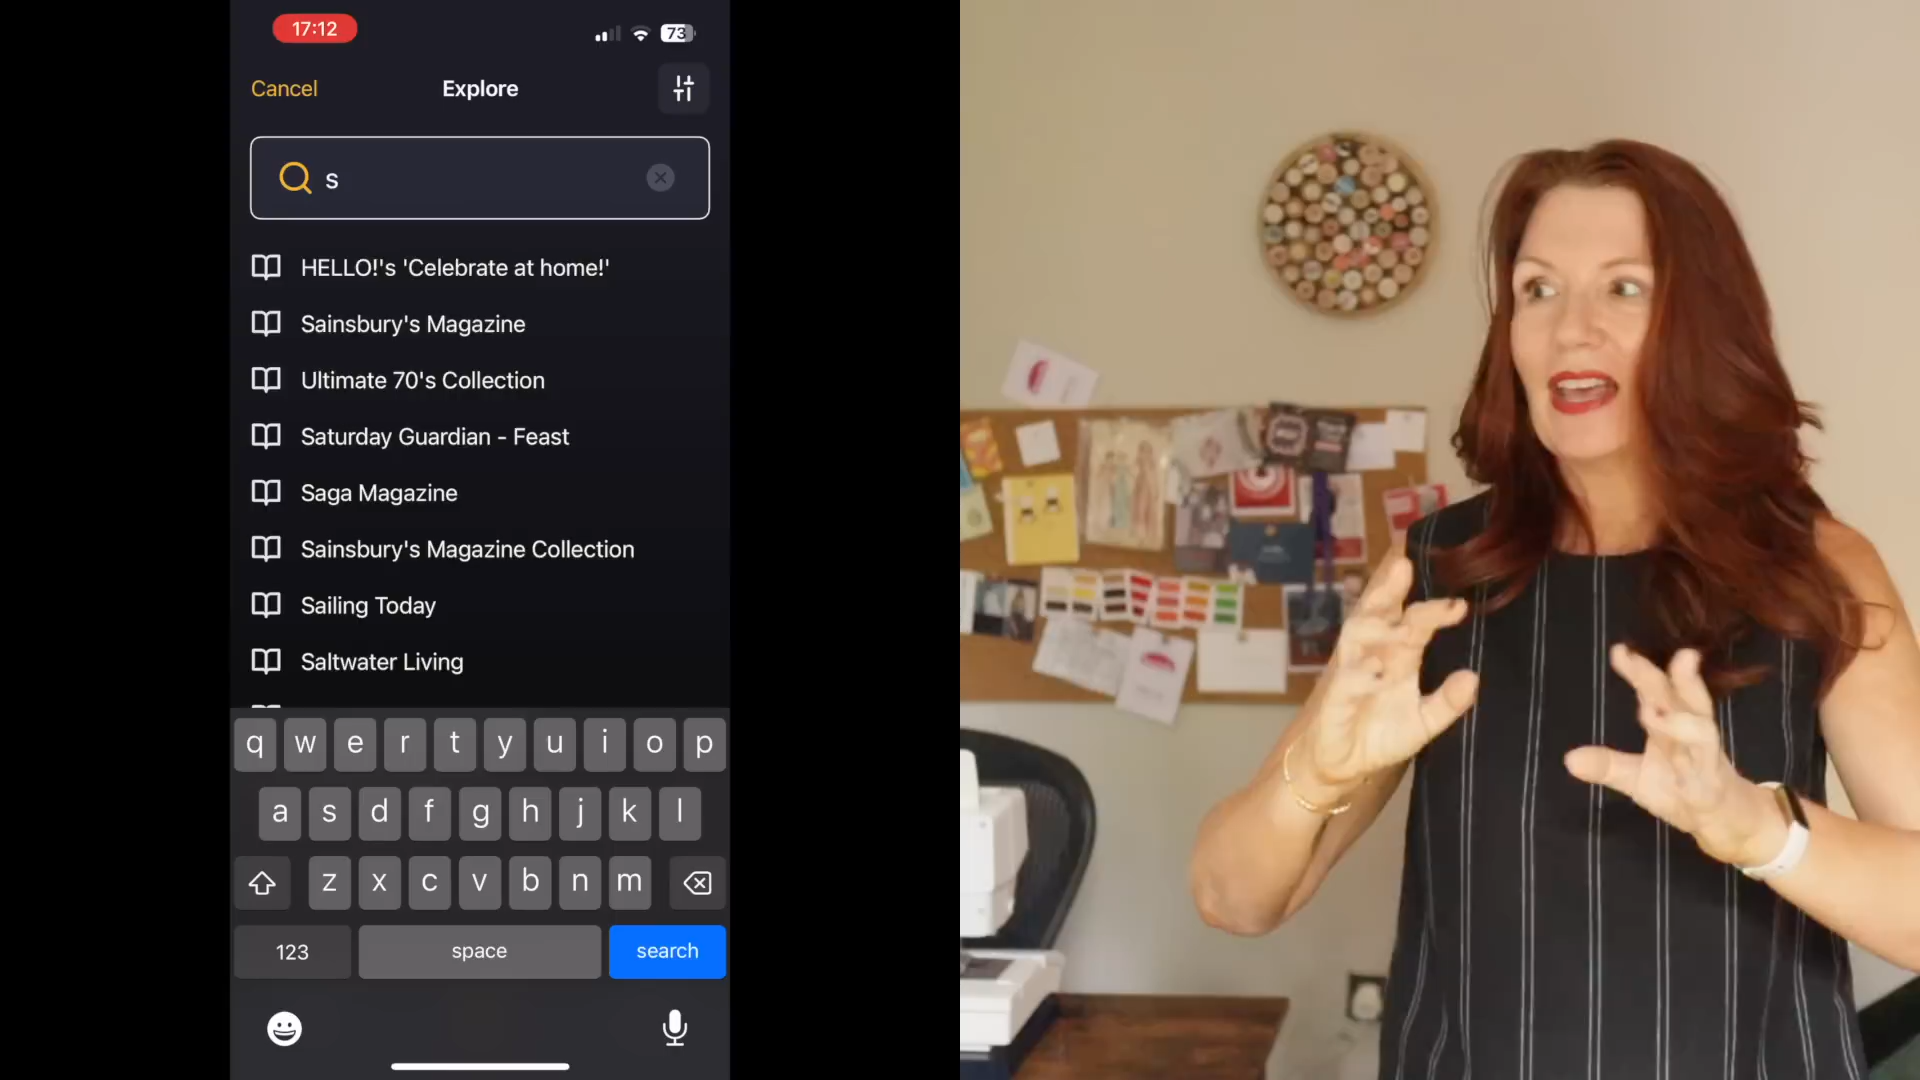 17:12
73
Cancel
Explore
s
HELLO!'s 'Celebrate at home!'
Sainsbury's Magazine
Ultimate 70's Collection
Saturday Guardian - Feast
Saga Magazine
Sainsbury's Magazine Collection
Sailing Today
Saltwater Living
q w e r t y u i o p
a s d f g h j k l
z x c v b n m
123
space
search